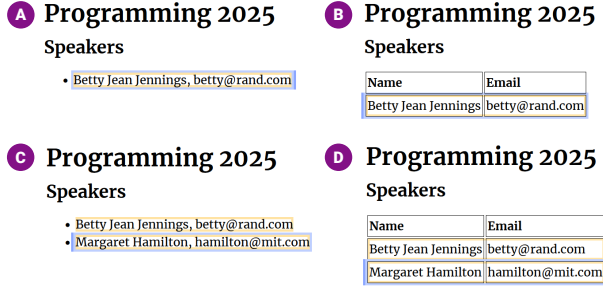 A Programming 2025
Speakers
• Betty Jean Jennings, betty@rand.com
B Programming 2025
Speakers
Name Email
Betty Jean Jennings betty@rand.com
C Programming 2025
Speakers
• Betty Jean Jennings, betty@rand.com
• Margaret Hamilton, hamilton@mit.com
D Programming 2025
Speakers
Name Email
Betty Jean Jennings betty@rand.com
Margaret Hamilton hamilton@mit.com